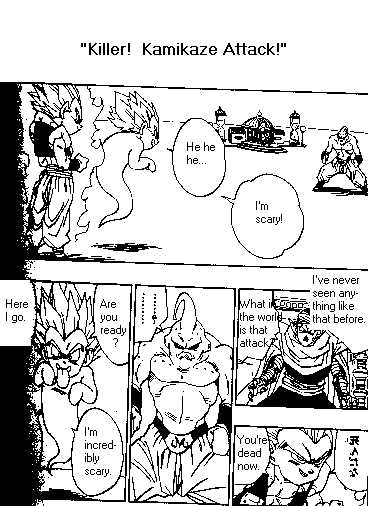 "Killer!  Kamikaze Attack!"
He he
he...
I'm
scary!
Here
I go.
Are
you
ready
?
I'm
incred-
ibly
scary.
What in
the world
is that
attack?
I've never
seen any-
thing like
that before.
You're
dead
now.